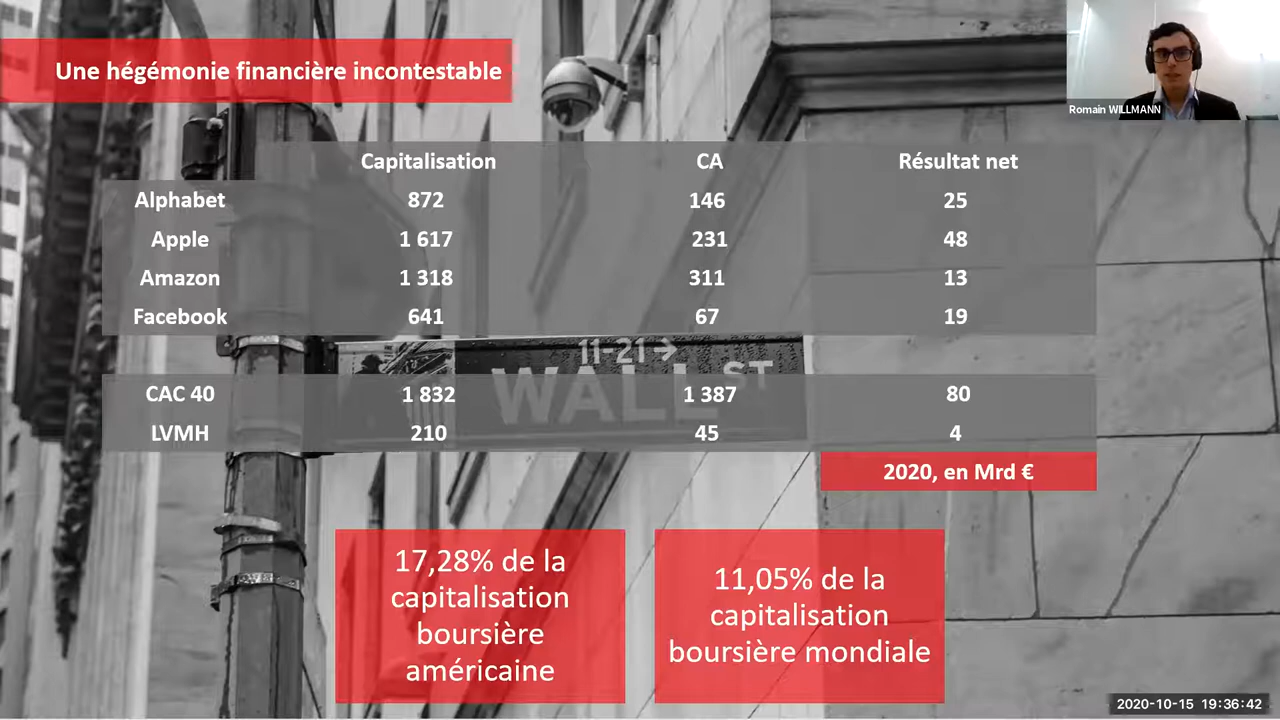 Une hégémonie financière incontestable
Romain WILLMANN
Capitalisation CA Résultat net
Alphabet 872 146 25
Apple 1 617 231 48
Amazon 1 318 311 13
Facebook 641 67 19
11-21→
WALL ST
CAC 40 1 832 1 387 80
LVMH 210 45 4
2020, en Mrd €
17,28% de la
capitalisation
boursière
américaine
11,05% de la
capitalisation
boursière mondiale
2020-10-15 19:36:42